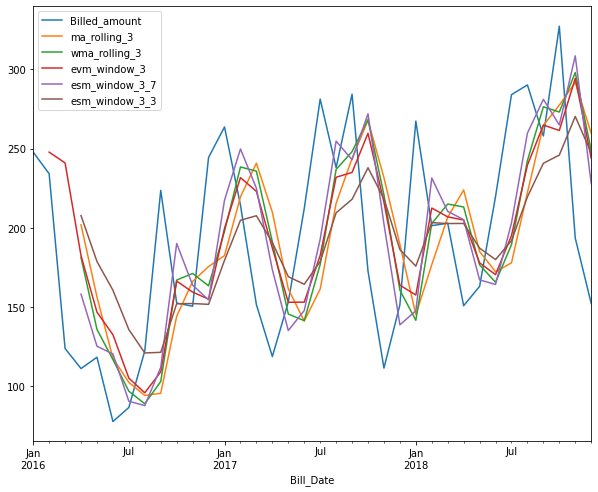 Billed_amount
ma_rolling_3
wma_rolling_3
evm_window_3
esm_window_3_7
esm_window_3_3
300
250
200
150
100
Jan Jul Jan Jul Jan Jul
2016 2017 2018
Bill_Date